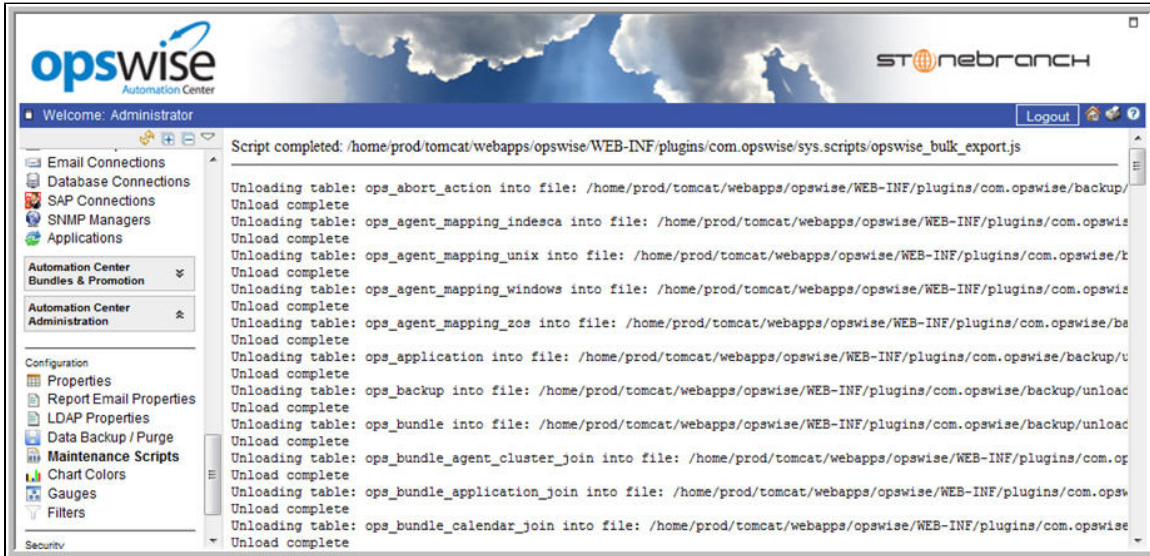 opswise
Automation Center
STONEBRANCH
Welcome: Administrator
Logout
Email Connections
Database Connections
SAP Connections
SNMP Managers
Applications
Automation Center
Bundles & Promotion
Automation Center
Administration
Configuration
Properties
Report Email Properties
LDAP Properties
Data Backup / Purge
Maintenance Scripts
Chart Colors
Gauges
Filters
Security
Script completed: /home/prod/tomcat/webapps/opswise/WEB-INF/plugins/com.opswise/sys.scripts/opswise_bulk_export.js
Unloading table: ops_abort_action into file: /home/prod/tomcat/webapps/opswise/WEB-INF/plugins/com.opswise/backup/
Unload complete
Unloading table: ops_agent_mapping_indesca into file: /home/prod/tomcat/webapps/opswise/WEB-INF/plugins/com.opswis
Unload complete
Unloading table: ops_agent_mapping_unix into file: /home/prod/tomcat/webapps/opswise/WEB-INF/plugins/com.opswise/b
Unload complete
Unloading table: ops_agent_mapping_windows into file: /home/prod/tomcat/webapps/opswise/WEB-INF/plugins/com.opswis
Unload complete
Unloading table: ops_agent_mapping_zos into file: /home/prod/tomcat/webapps/opswise/WEB-INF/plugins/com.opswise/ba
Unload complete
Unloading table: ops_application into file: /home/prod/tomcat/webapps/opswise/WEB-INF/plugins/com.opswise/backup/u
Unload complete
Unloading table: ops_backup into file: /home/prod/tomcat/webapps/opswise/WEB-INF/plugins/com.opswise/backup/unload
Unload complete
Unloading table: ops_bundle into file: /home/prod/tomcat/webapps/opswise/WEB-INF/plugins/com.opswise/backup/unload
Unload complete
Unloading table: ops_bundle_agent_cluster_join into file: /home/prod/tomcat/webapps/opswise/WEB-INF/plugins/com.op
Unload complete
Unloading table: ops_bundle_application_join into file: /home/prod/tomcat/webapps/opswise/WEB-INF/plugins/com.opsw
Unload complete
Unloading table: ops_bundle_calendar_join into file: /home/prod/tomcat/webapps/opswise/WEB-INF/plugins/com.opswise
Unload complete